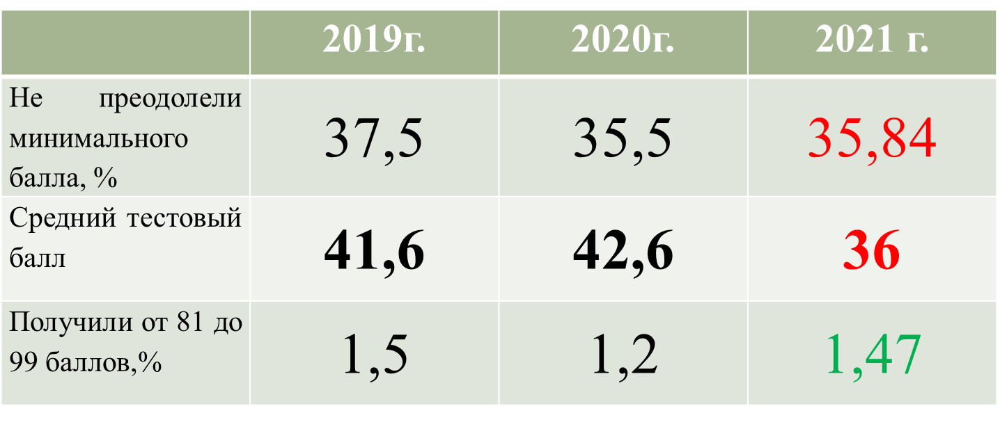 2019г. 2020г. 2021 г.
Не преодолели
минимального
балла, %
37,5 35,5 35,84
Средний тестовый
балл
41,6 42,6 36
Получили от 81 до
99 баллов,%
1,5 1,2 1,47